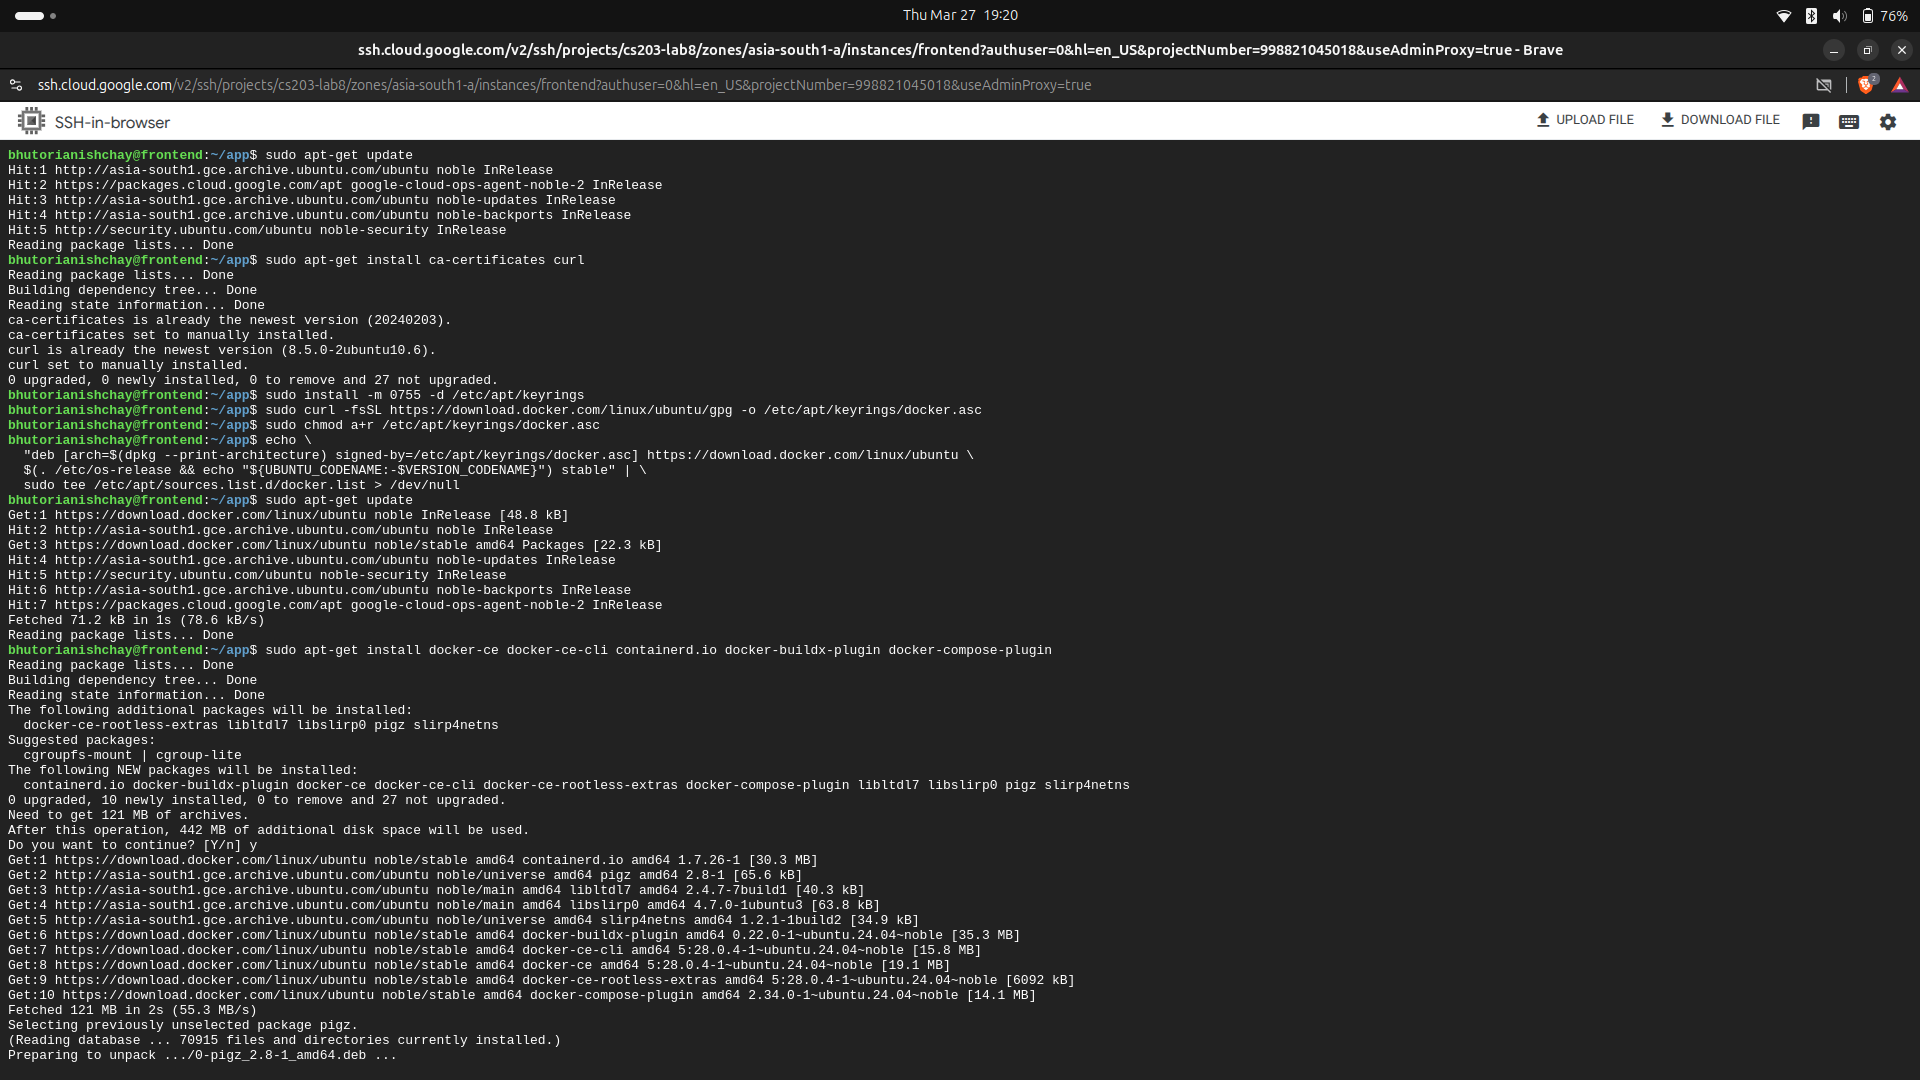 Thu Mar 27  19:20
76%
ssh.cloud.google.com/v2/ssh/projects/cs203-lab8/zones/asia-south1-a/instances/frontend?authuser=0&hl=en_US&projectNumber=998821045018&useAdminProxy=true - Brave
ssh.cloud.google.com/v2/ssh/projects/cs203-lab8/zones/asia-south1-a/instances/frontend?authuser=0&hl=en_US&projectNumber=998821045018&useAdminProxy=true
2
SSH-in-browser
UPLOAD FILE
DOWNLOAD FILE
bhutorianishchay@frontend:~/app$ sudo apt-get update
Hit:1 http://asia-south1.gce.archive.ubuntu.com/ubuntu noble InRelease
Hit:2 https://packages.cloud.google.com/apt google-cloud-ops-agent-noble-2 InRelease
Hit:3 http://asia-south1.gce.archive.ubuntu.com/ubuntu noble-updates InRelease
Hit:4 http://asia-south1.gce.archive.ubuntu.com/ubuntu noble-backports InRelease
Hit:5 http://security.ubuntu.com/ubuntu noble-security InRelease
Reading package lists... Done
bhutorianishchay@frontend:~/app$ sudo apt-get install ca-certificates curl
Reading package lists... Done
Building dependency tree... Done
Reading state information... Done
ca-certificates is already the newest version (20240203).
ca-certificates set to manually installed.
curl is already the newest version (8.5.0-2ubuntu10.6).
curl set to manually installed.
0 upgraded, 0 newly installed, 0 to remove and 27 not upgraded.
bhutorianishchay@frontend:~/app$ sudo install -m 0755 -d /etc/apt/keyrings
bhutorianishchay@frontend:~/app$ sudo curl -fsSL https://download.docker.com/linux/ubuntu/gpg -o /etc/apt/keyrings/docker.asc
bhutorianishchay@frontend:~/app$ sudo chmod a+r /etc/apt/keyrings/docker.asc
bhutorianishchay@frontend:~/app$ echo \
  "deb [arch=$(dpkg --print-architecture) signed-by=/etc/apt/keyrings/docker.asc] https://download.docker.com/linux/ubuntu \
  $(. /etc/os-release && echo "${UBUNTU_CODENAME:-$VERSION_CODENAME}") stable" | \
  sudo tee /etc/apt/sources.list.d/docker.list > /dev/null
bhutorianishchay@frontend:~/app$ sudo apt-get update
Get:1 https://download.docker.com/linux/ubuntu noble InRelease [48.8 kB]
Hit:2 http://asia-south1.gce.archive.ubuntu.com/ubuntu noble InRelease
Get:3 https://download.docker.com/linux/ubuntu noble/stable amd64 Packages [22.3 kB]
Hit:4 http://asia-south1.gce.archive.ubuntu.com/ubuntu noble-updates InRelease
Hit:5 http://security.ubuntu.com/ubuntu noble-security InRelease
Hit:6 http://asia-south1.gce.archive.ubuntu.com/ubuntu noble-backports InRelease
Hit:7 https://packages.cloud.google.com/apt google-cloud-ops-agent-noble-2 InRelease
Fetched 71.2 kB in 1s (78.6 kB/s)
Reading package lists... Done
bhutorianishchay@frontend:~/app$ sudo apt-get install docker-ce docker-ce-cli containerd.io docker-buildx-plugin docker-compose-plugin
Reading package lists... Done
Building dependency tree... Done
Reading state information... Done
The following additional packages will be installed:
  docker-ce-rootless-extras libltdl7 libslirp0 pigz slirp4netns
Suggested packages:
  cgroupfs-mount | cgroup-lite
The following NEW packages will be installed:
  containerd.io docker-buildx-plugin docker-ce docker-ce-cli docker-ce-rootless-extras docker-compose-plugin libltdl7 libslirp0 pigz slirp4netns
0 upgraded, 10 newly installed, 0 to remove and 27 not upgraded.
Need to get 121 MB of archives.
After this operation, 442 MB of additional disk space will be used.
Do you want to continue? [Y/n] y
Get:1 https://download.docker.com/linux/ubuntu noble/stable amd64 containerd.io amd64 1.7.26-1 [30.3 MB]
Get:2 http://asia-south1.gce.archive.ubuntu.com/ubuntu noble/universe amd64 pigz amd64 2.8-1 [65.6 kB]
Get:3 http://asia-south1.gce.archive.ubuntu.com/ubuntu noble/main amd64 libltdl7 amd64 2.4.7-7build1 [40.3 kB]
Get:4 http://asia-south1.gce.archive.ubuntu.com/ubuntu noble/main amd64 libslirp0 amd64 4.7.0-1ubuntu3 [63.8 kB]
Get:5 http://asia-south1.gce.archive.ubuntu.com/ubuntu noble/universe amd64 slirp4netns amd64 1.2.1-1build2 [34.9 kB]
Get:6 https://download.docker.com/linux/ubuntu noble/stable amd64 docker-buildx-plugin amd64 0.22.0-1~ubuntu.24.04~noble [35.3 MB]
Get:7 https://download.docker.com/linux/ubuntu noble/stable amd64 docker-ce-cli amd64 5:28.0.4-1~ubuntu.24.04~noble [15.8 MB]
Get:8 https://download.docker.com/linux/ubuntu noble/stable amd64 docker-ce amd64 5:28.0.4-1~ubuntu.24.04~noble [19.1 MB]
Get:9 https://download.docker.com/linux/ubuntu noble/stable amd64 docker-ce-rootless-extras amd64 5:28.0.4-1~ubuntu.24.04~noble [6092 kB]
Get:10 https://download.docker.com/linux/ubuntu noble/stable amd64 docker-compose-plugin amd64 2.34.0-1~ubuntu.24.04~noble [14.1 MB]
Fetched 121 MB in 2s (55.3 MB/s)
Selecting previously unselected package pigz.
(Reading database ... 70915 files and directories currently installed.)
Preparing to unpack .../0-pigz_2.8-1_amd64.deb ...